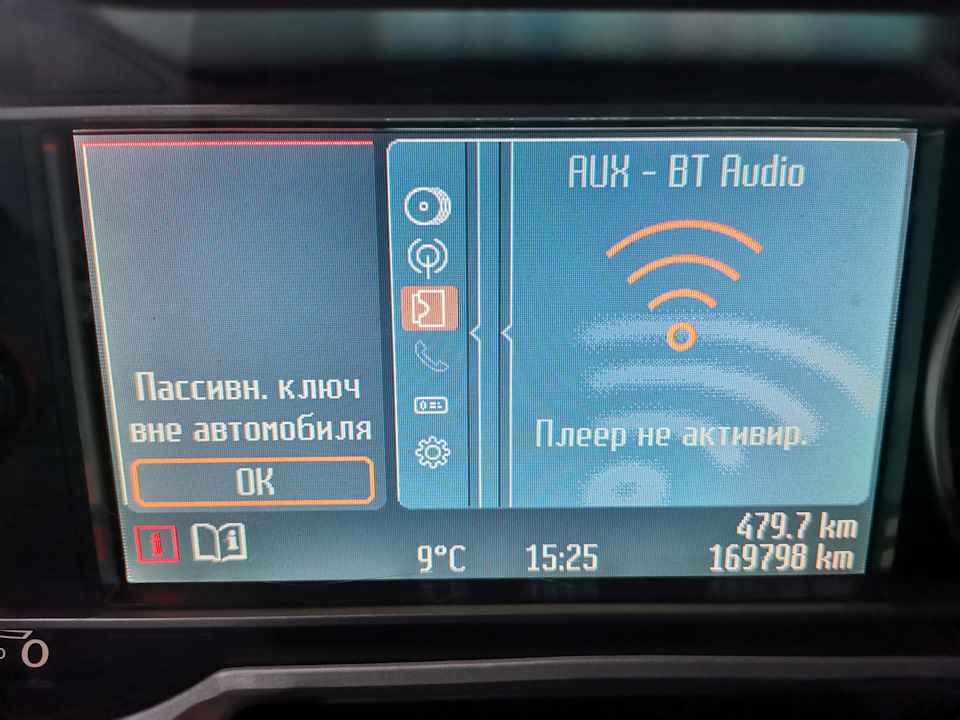 AUX - BT Audio
Пассивн. ключ
вне автомобиля
OK
Плеер не активир.
479.7 km
9°C 15:25 169798 km